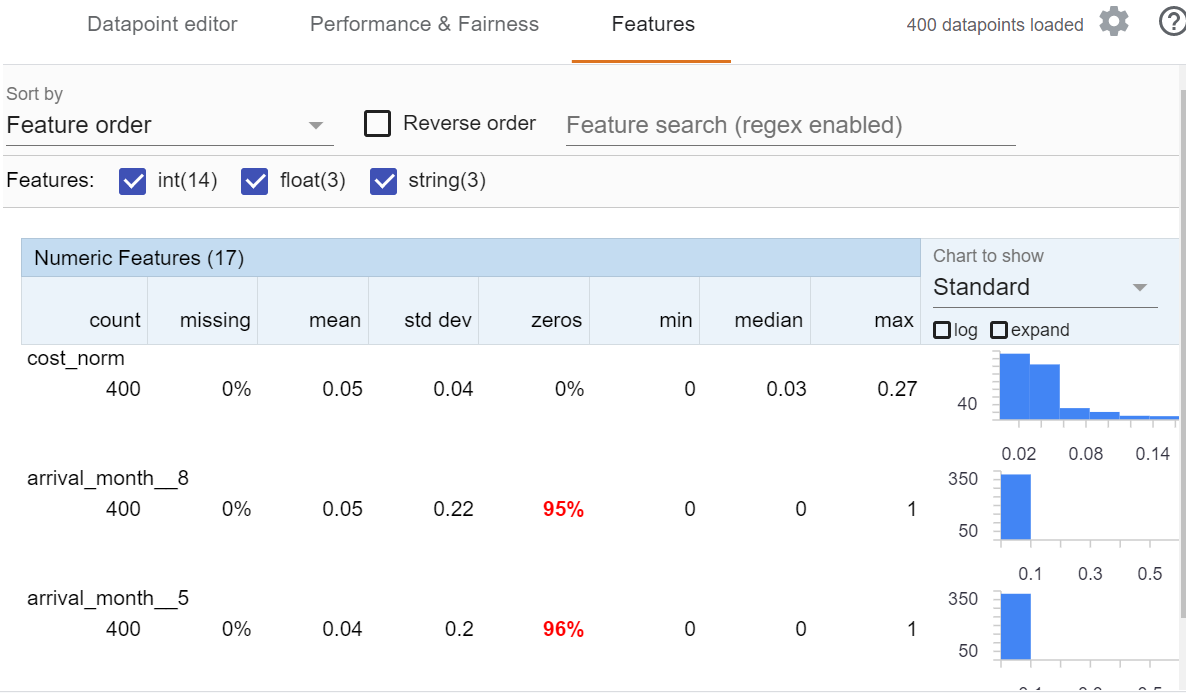 Datapoint editor Performance & Fairness Features 400 datapoints loaded ?
Sort by
Feature order Reverse order Feature search (regex enabled)
Features: int(14) float(3) string(3)
Numeric Features (17) Chart to show
Standard
count missing mean std dev zeros min median max
log expand
cost_norm
400 0% 0.05 0.04 0% 0 0.03 0.27
40
0.02 0.08 0.14
arrival_month__8
350
400 0% 0.05 0.22 95% 0 0 1
50
0.1 0.3 0.5
arrival_month__5
350
400 0% 0.04 0.2 96% 0 0 1
50